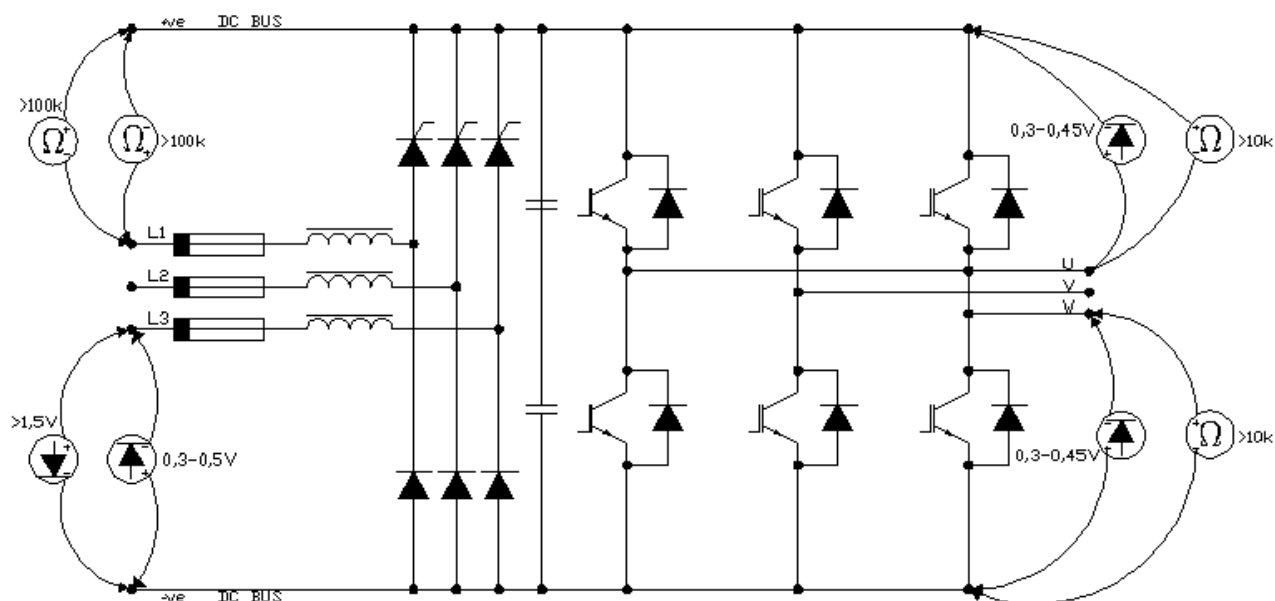 +ve DC BUS
>100k
Ω
+
-
Ω
-
+
>100k
0,3-0,45V
-
+
+
-
Ω
>10k
L1
L2
L3
U
V
W
>1,5V
+
-
-
+
0,3-0,5V
0,3-0,45V
-
+
+
-
Ω
>10k
-ve DC BUS